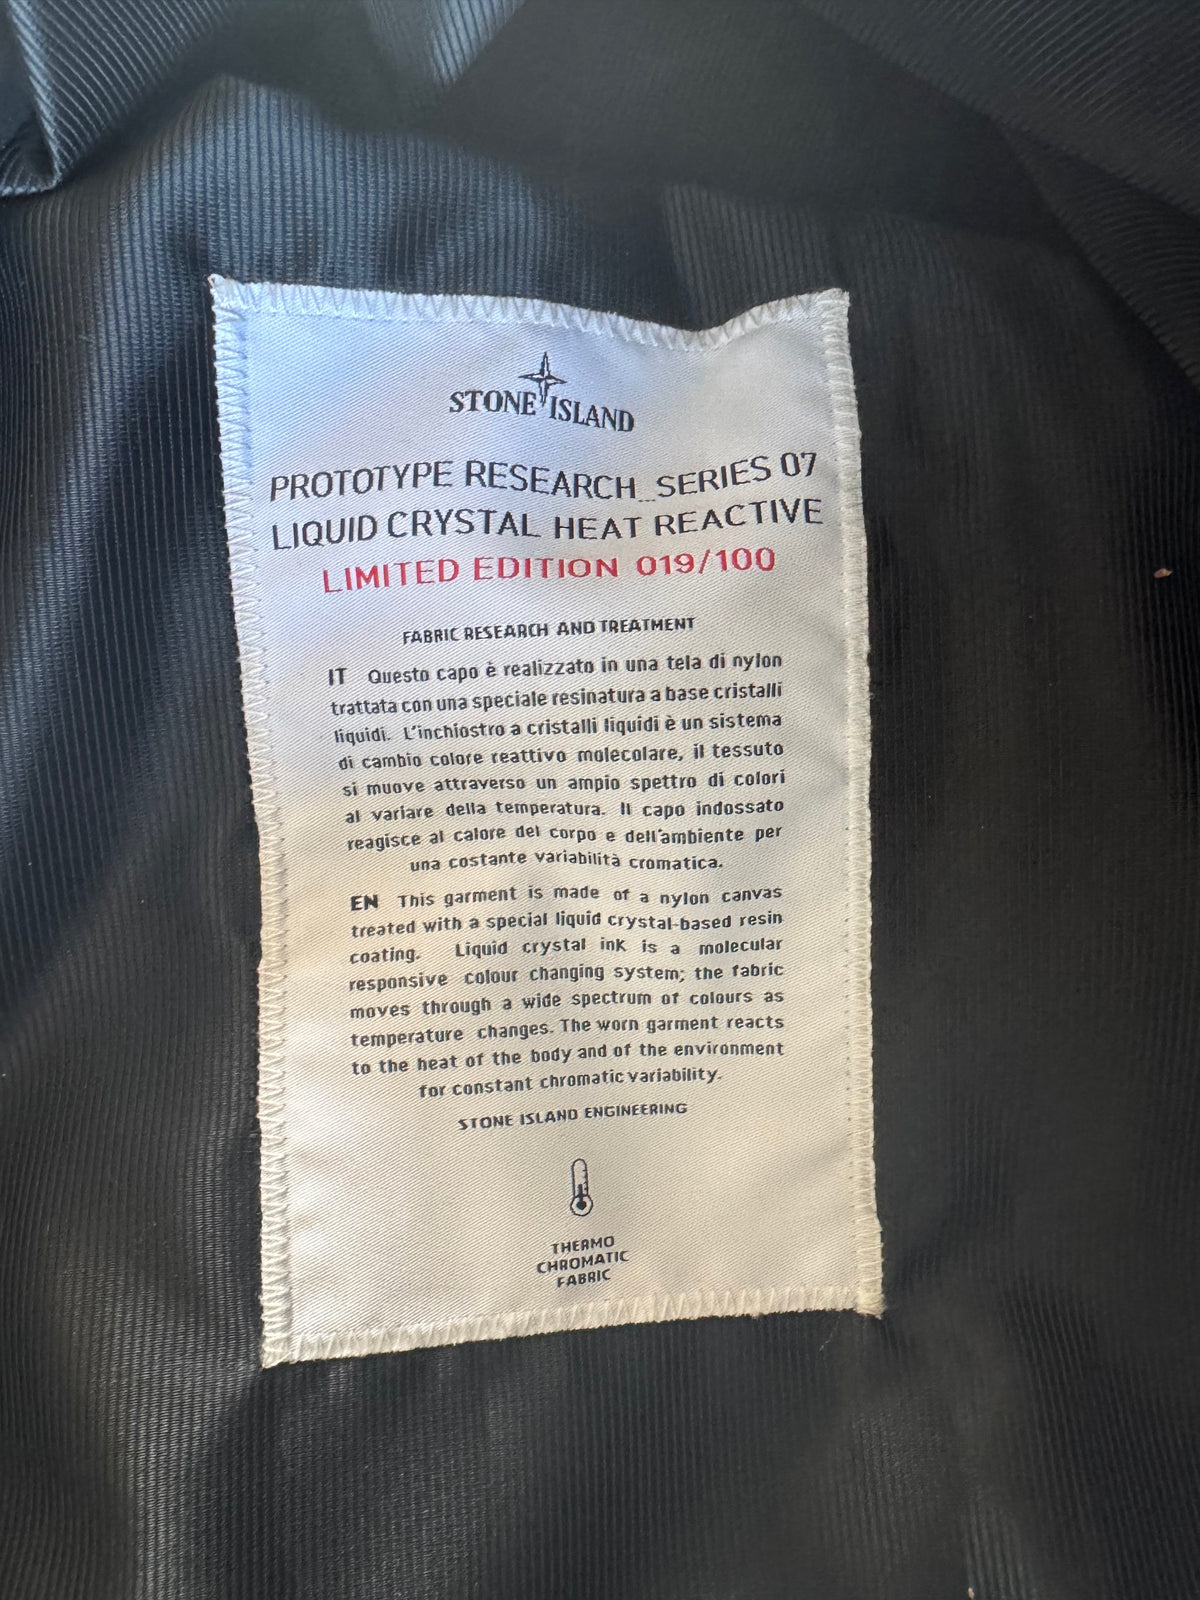 STONE ISLAND
PROTOTYPE RESEARCH_SERIES 07
LIQUID CRYSTAL HEAT REACTIVE
LIMITED EDITION 019/100
FABRIC RESEARCH AND TREATMENT
IT Questo capo è realizzato in una tela di nylon
trattata con una speciale resinatura a base cristalli
liquidi. L'inchiostro a cristalli liquidi è un sistema
di cambio colore reattivo molecolare, il tessuto
si muove attraverso un ampio spettro di colori
al variare della temperatura. Il capo indossato
reagisce al calore del corpo e dell'ambiente per
una costante variabilità cromatica.
EN This garment is made of a nylon canvas
treated with a special liquid crystal-based resin
coating. Liquid crystal ink is a molecular
responsive colour changing system; the fabric
moves through a wide spectrum of colours as
temperature changes. The worn garment reacts
to the heat of the body and of the environment
for constant chromatic variability.
STONE ISLAND ENGINEERING
THERMO
CHROMATIC
FABRIC